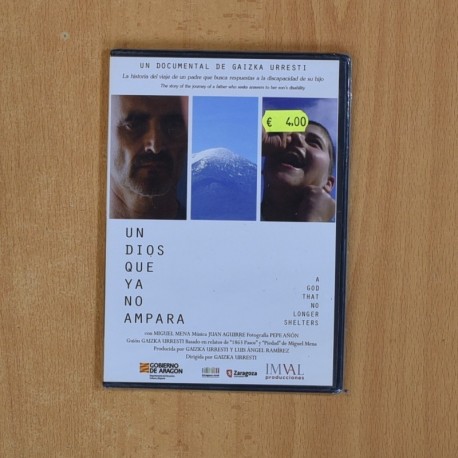 UN DOCUMENTAL DE GAIZKA URRESTI
La historia del viaje de un padre que busca respuestas a la discapacidad de su hijo
The story of the journey of a father who seeks answers to her son's disability
€ 4.00
UN
DIOS
QUE
YA
NO
AMPARA
A
GOD
THAT
NO
LONGER
SHELTERS
con MIGUEL MENA Música JUAN AGUIRRE Fotografía PEPE AÑÓN
Guión GAIZKA URRESTI Basado en relatos de "1863 Pasos" y "Piedad" de Miguel Mena
Producida por GAIZKA URRESTI Y LUIS ÁNGEL RAMÍREZ
Dirigida por GAIZKA URRESTI
GOBIERNO
DE ARAGON
Zaragoza
IMVAL
producciones